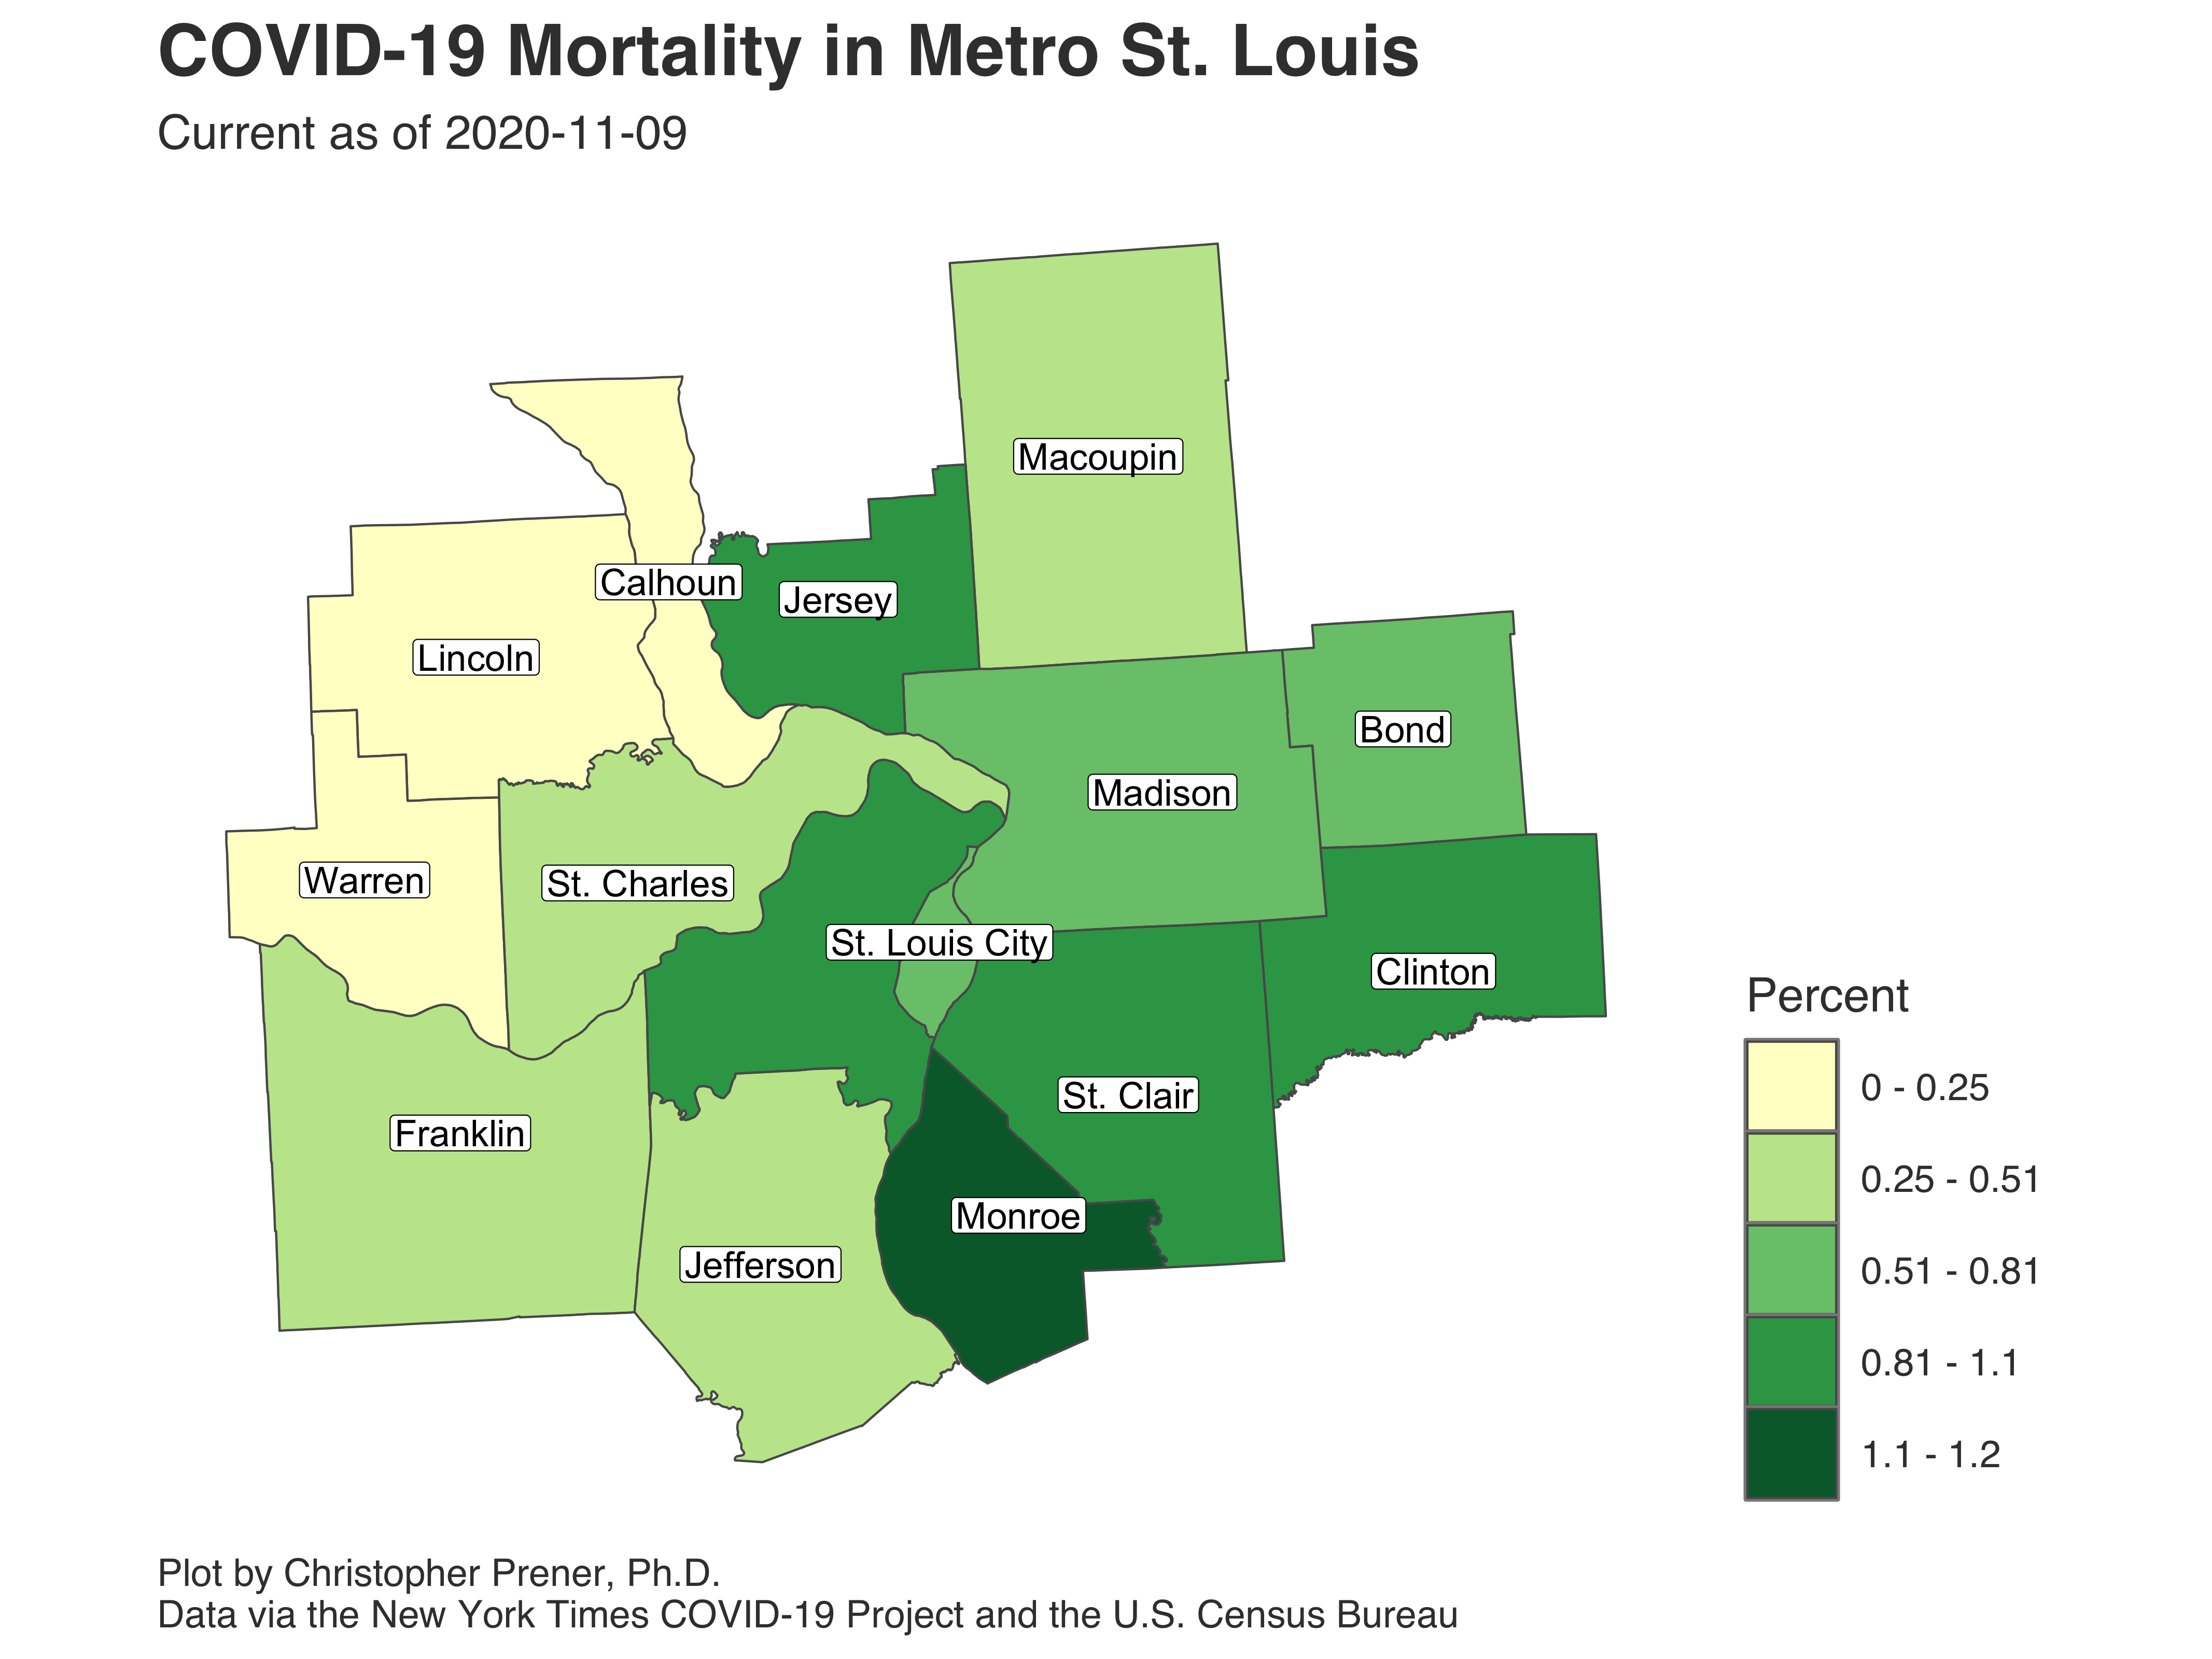 COVID-19 Mortality in Metro St. Louis
Current as of 2020-11-09
Macoupin
Calhoun
Jersey
Lincoln
Bond
Madison
Warren
St. Charles
St. Louis City
Clinton
St. Clair
Franklin
Monroe
Jefferson
Percent
0 - 0.25
0.25 - 0.51
0.51 - 0.81
0.81 - 1.1
1.1 - 1.2
Plot by Christopher Prener, Ph.D.
Data via the New York Times COVID-19 Project and the U.S. Census Bureau